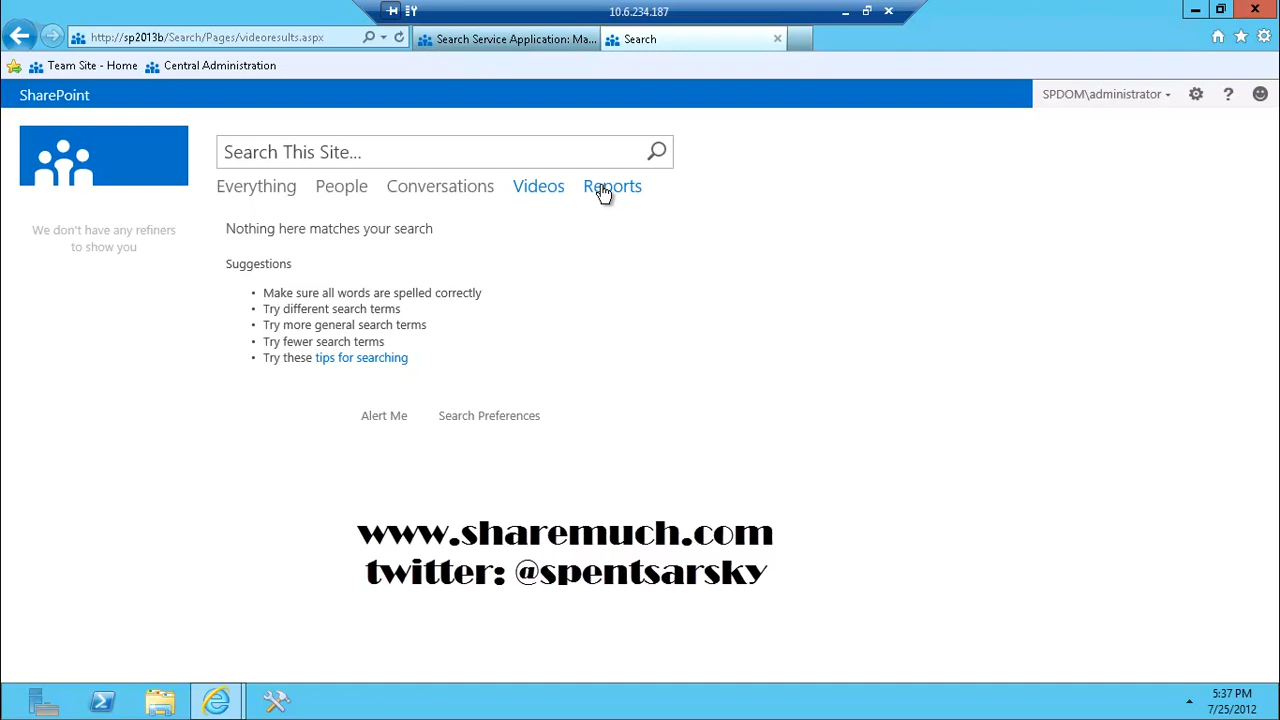 10.6.234.187
http://sp2013b/Search/Pages/videoresults.aspx
Search Service Application: Ma...
Search
Team Site - Home
Central Administration
SharePoint
SPDOM\administrator
Search This Site...
Everything
People
Conversations
Videos
Reports
We don't have any refiners
to show you
Nothing here matches your search
Suggestions
• Make sure all words are spelled correctly
• Try different search terms
• Try more general search terms
• Try fewer search terms
• Try these tips for searching
Alert Me
Search Preferences
www.sharemuch.com
twitter: @spentsarsky
5:37 PM
7/25/2012